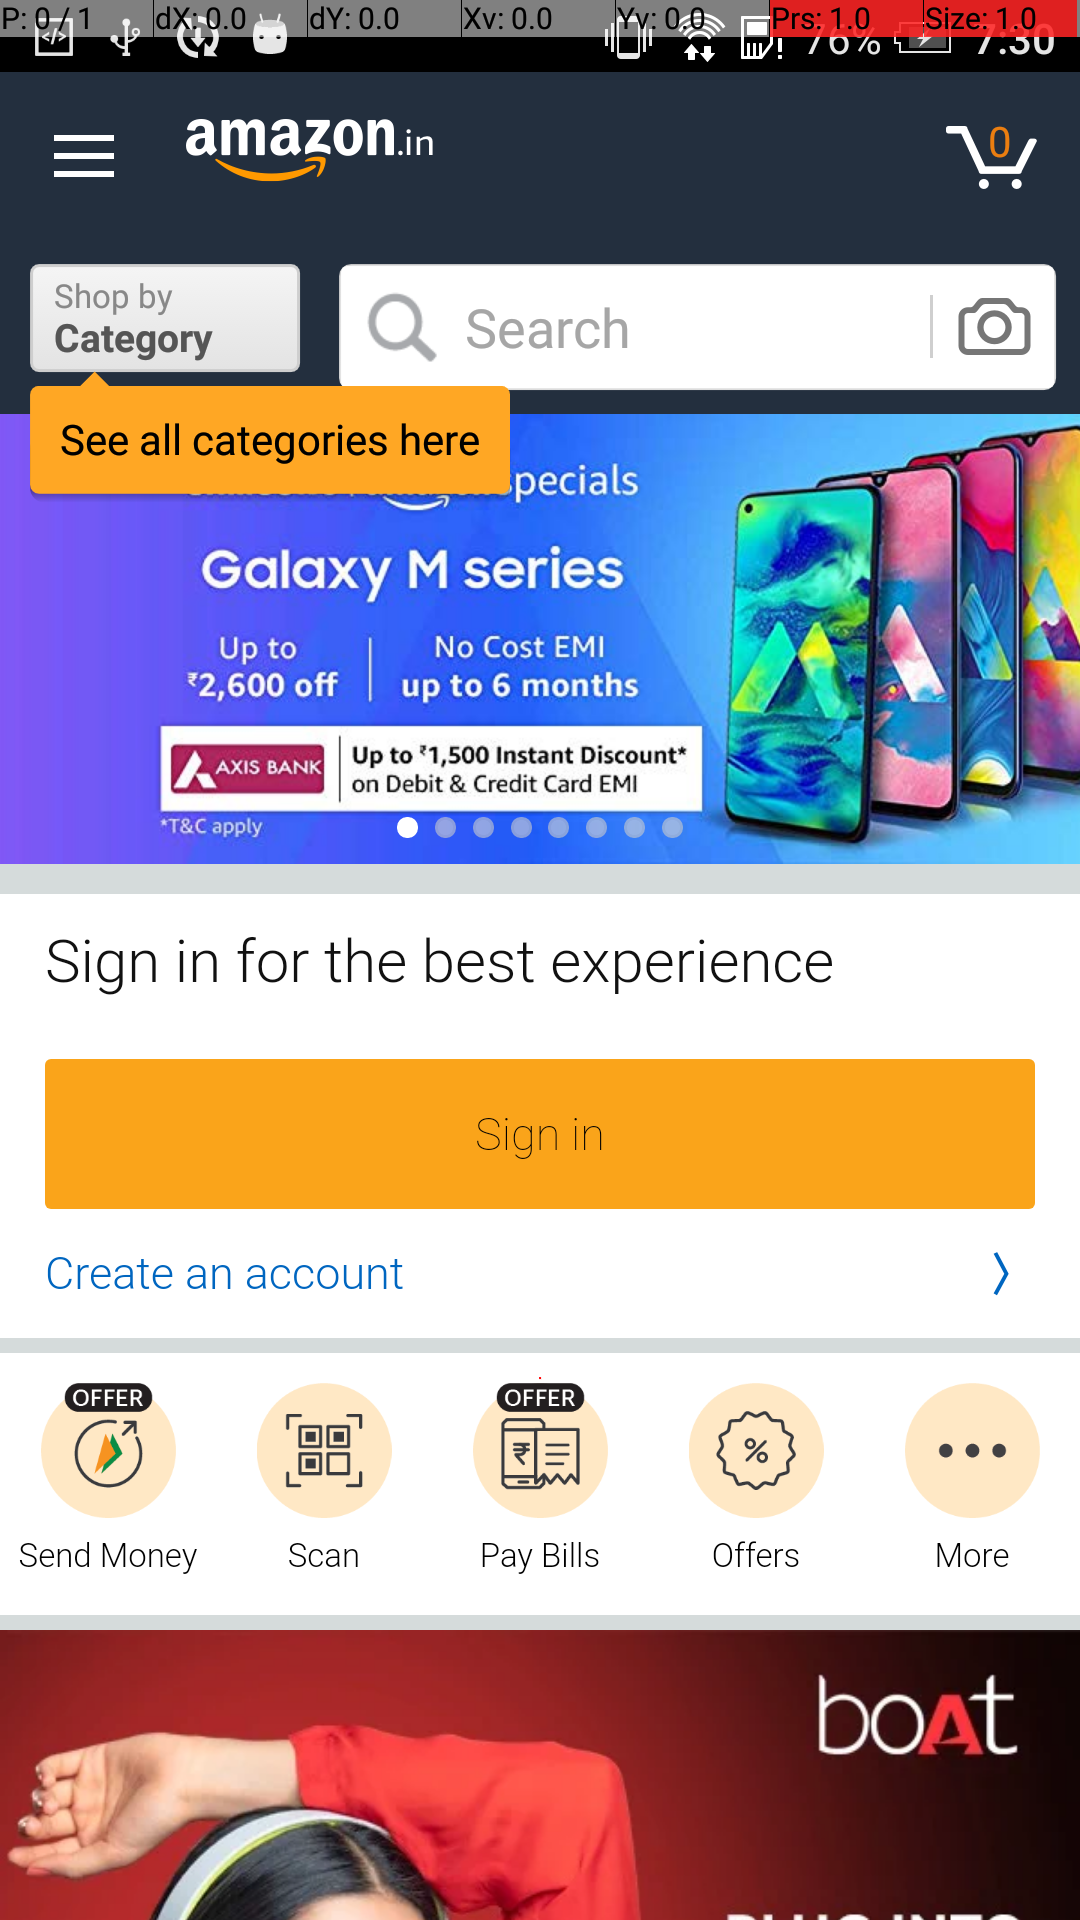 P: 0 / 1 dX: 0.0 dY: 0.0 Xv: 0.0 Yv: 0.0 Prs: 1.0 Size: 1.0
76% 7:30
amazon.in
0
Shop by
Category
Search
See all categories here
specials
Galaxy M series
Up to
₹2,600 off
No Cost EMI
up to 6 months
AXIS BANK
Up to ₹1,500 Instant Discount*
on Debit & Credit Card EMI
*T&C apply
Sign in for the best experience
Sign in
Create an account
OFFER
OFFER
Send Money
Scan
Pay Bills
Offers
More
boAt